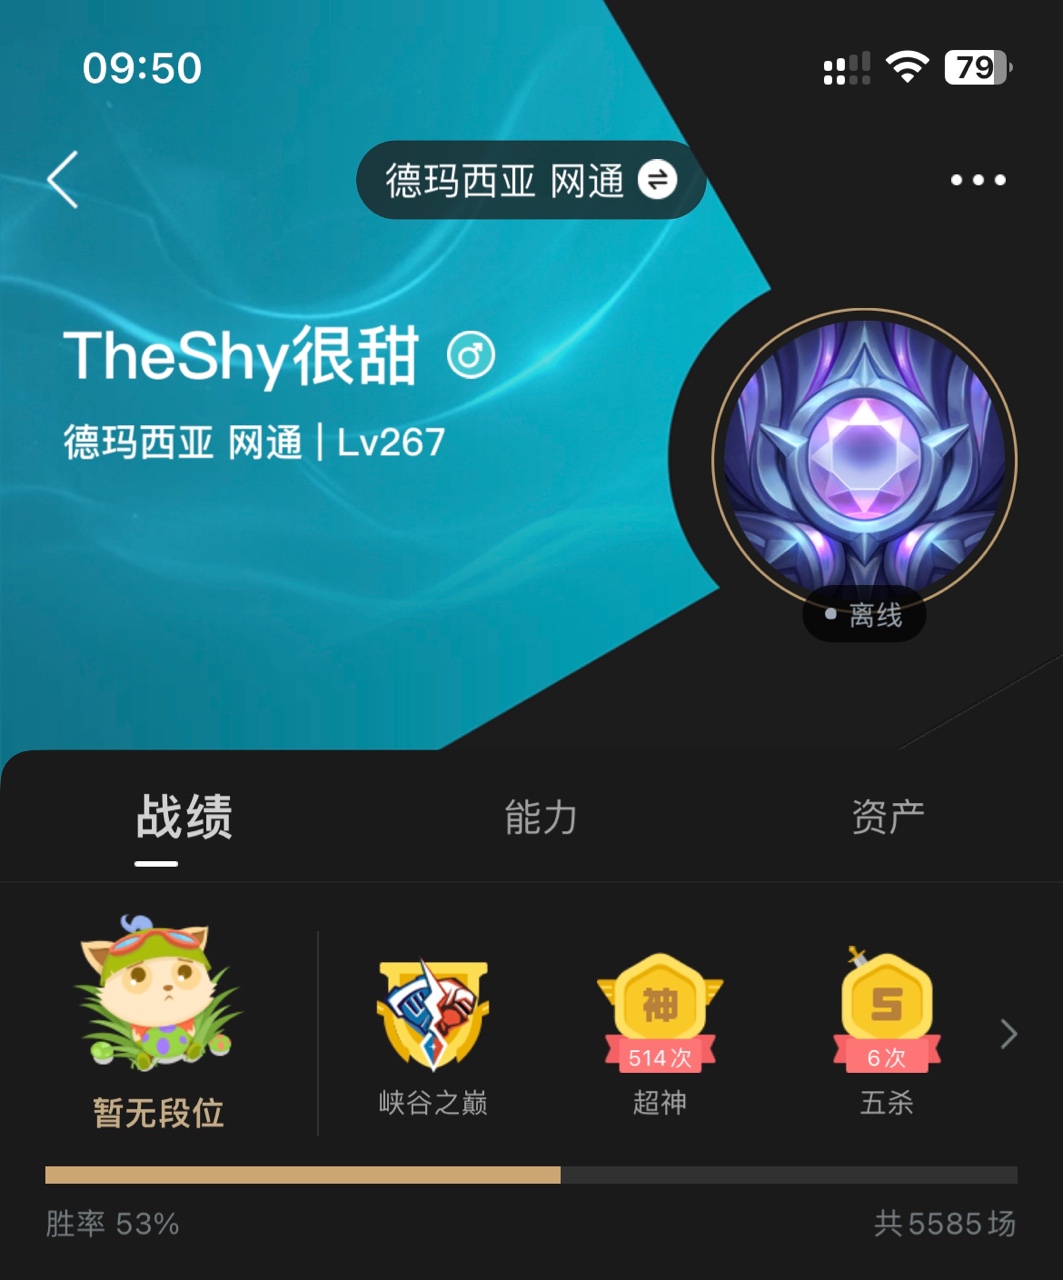 09:50
79
德玛西亚 网通
TheShy很甜
德玛西亚 网通 | Lv267
离线
战绩
能力
资产
神
514次
S
6次
暂无段位
峡谷之巅
超神
五杀
胜率 53%
共5585场